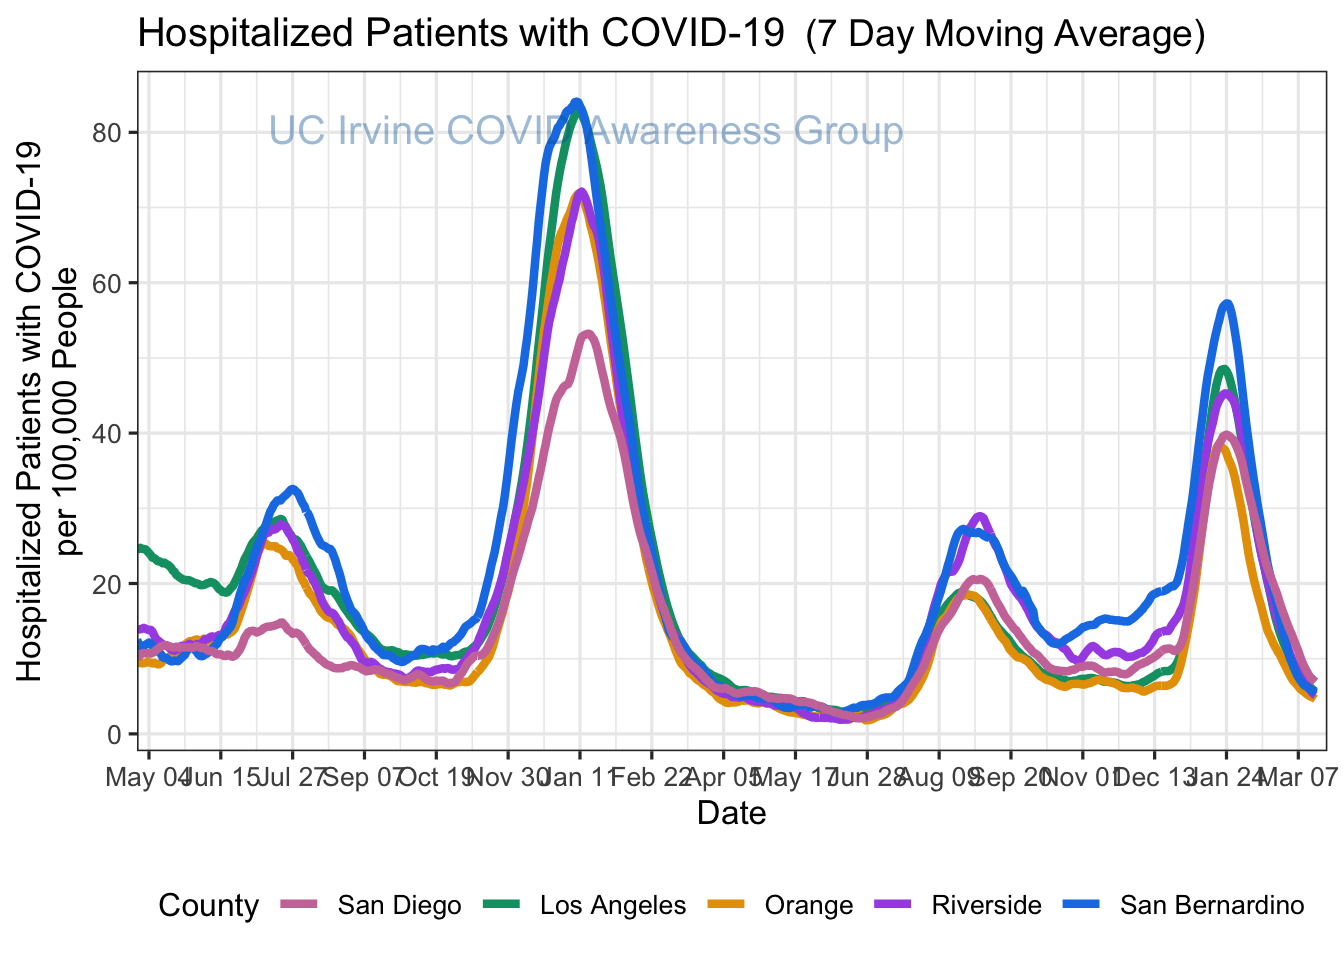 Hospitalized Patients with COVID-19  (7 Day Moving Average)
Hospitalized Patients with COVID-19
per 100,000 People
80
60
40
20
0
UC Irvine COVID Awareness Group
May 04 Jun 15 Jul 27 Sep 07 Oct 19 Nov 30 Jan 11 Feb 22 Apr 05 May 17 Jun 28 Aug 09 Sep 20 Nov 01 Dec 13 Jan 24 Mar 07
Date
County San Diego Los Angeles Orange Riverside San Bernardino